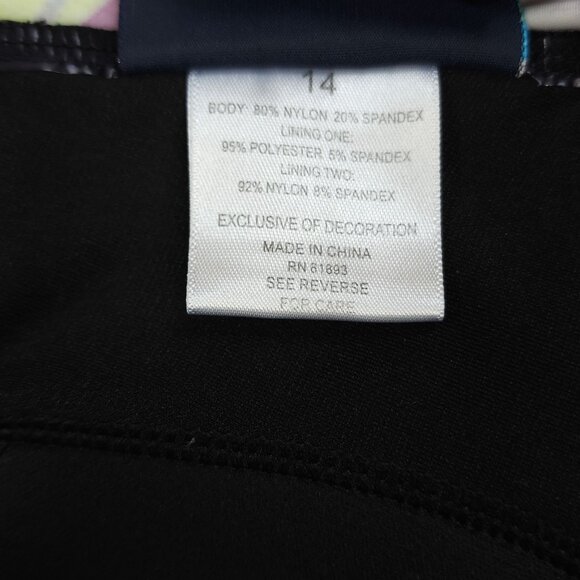 14
BODY: 80% NYLON 20% SPANDEX
LINING ONE:
95% POLYESTER 5% SPANDEX
LINING TWO:
92% NYLON 8% SPANDEX
EXCLUSIVE OF DECORATION
MADE IN CHINA
RN 81893
SEE REVERSE
FOR CARE